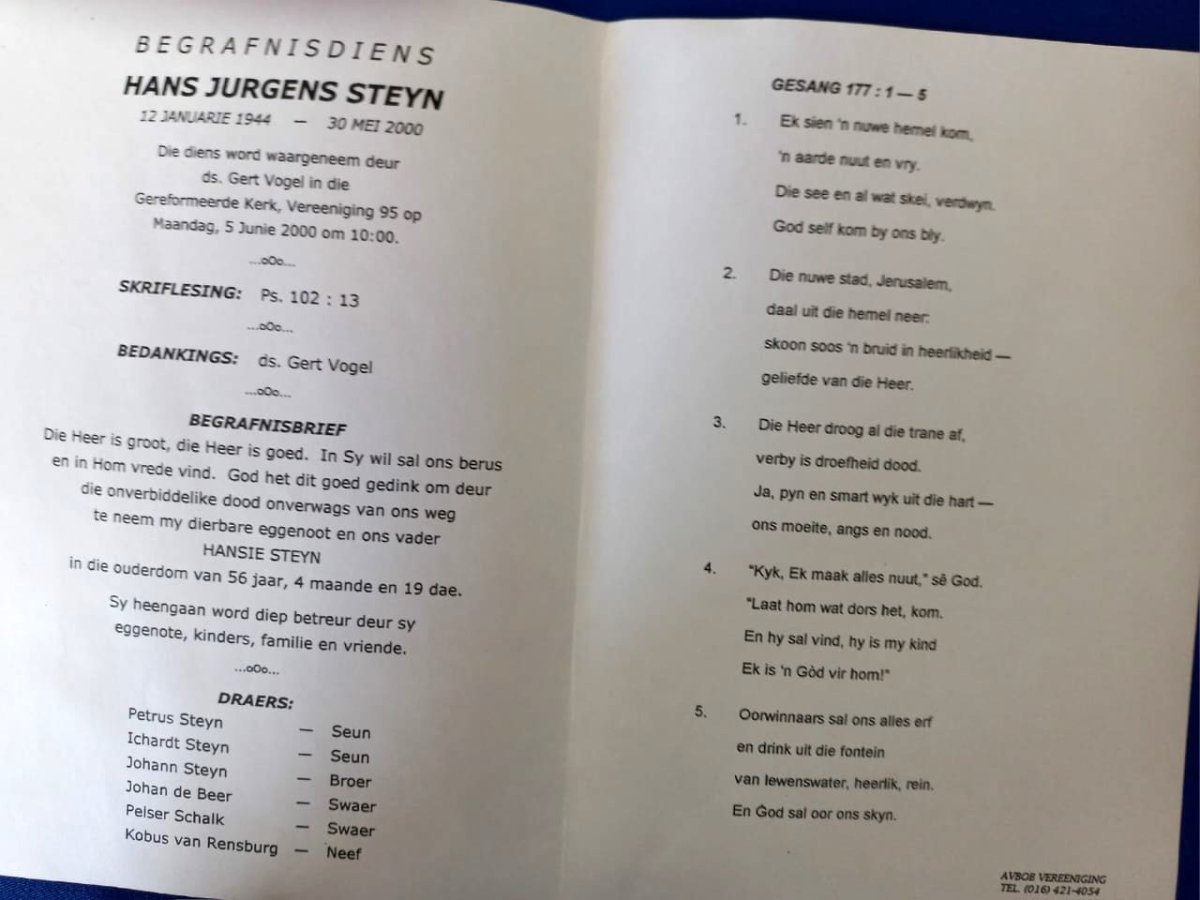 BEGRAFNISDIENS
HANS JURGENS STEYN
12 JANUARIE 1944 — 30 MEI 2000
Die diens word waargeneem deur
ds. Gert Vogel in die
Gereformeerde Kerk, Vereeniging 95 op
Maandag, 5 Junie 2000 om 10:00.
...oOo...
SKRIFLESING: Ps. 102 : 13
...oOo...
BEDANKINGS: ds. Gert Vogel
...oOo...
BEGRAFNISBRIEF
Die Heer is groot, die Heer is goed. In Sy wil sal ons berus
en in Hom vrede vind. God het dit goed gedink om deur
die onverbiddelike dood onverwags van ons weg
te neem my dierbare eggenoot en ons vader
HANSIE STEYN
in die ouderdom van 56 jaar, 4 maande en 19 dae.
Sy heengaan word diep betreur deur sy
eggenote, kinders, familie en vriende.
...oOo...
DRAERS:
Petrus Steyn — Seun
Ichardt Steyn — Seun
Johann Steyn — Broer
Johan de Beer — Swaer
Pelser Schalk — Swaer
Kobus van Rensburg — Neef
GESANG 177 : 1 — 5
1. Ek sien 'n nuwe hemel kom,
'n aarde nuut en vry.
Die see en al wat skei, verdwyn.
God self kom by ons bly.
2. Die nuwe stad, Jerusalem,
daal uit die hemel neer:
skoon soos 'n bruid in heerlikheid —
geliefde van die Heer.
3. Die Heer droog al die trane af,
verby is droefheid dood.
Ja, pyn en smart wyk uit die hart —
ons moeite, angs en nood.
4. "Kyk, Ek maak alles nuut," sê God.
"Laat hom wat dors het, kom.
En hy sal vind, hy is my kind
Ek is 'n Gòd vir hom!"
5. Oorwinnaars sal ons alles erf
en drink uit die fontein
van lewenswater, heerlik, rein.
En God sal oor ons skyn.
AVBOB VEREENIGING
TEL. (016) 421-4054